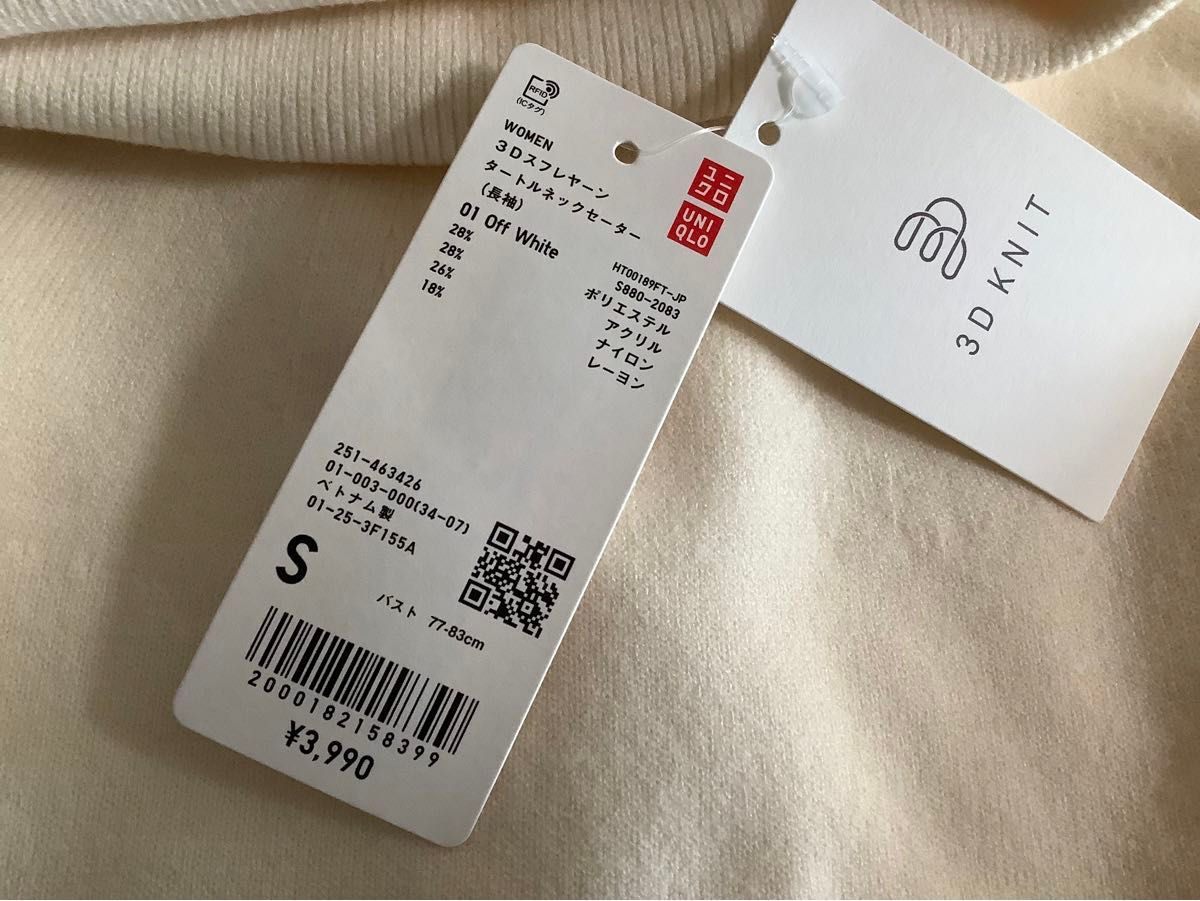 RFID
(ICタグ)
WOMEN
3Dスフレヤーン
タートルネックセーター
(長袖)
01 Off White
ユニ
クロ
UNI
QLO
HT00189FT-JP
S880-2083
28% ポリエステル
28% アクリル
26% ナイロン
18% レーヨン
251-463426
01-003-000(34-07)
ベトナム製
01-25-3F155A
S
バスト 77-83cm
2000182158399
¥3,990
3D KNIT